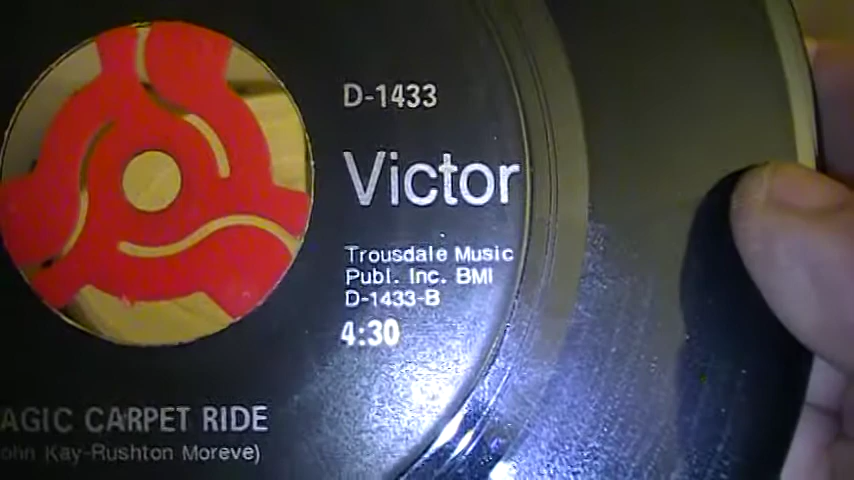 D-1433
Victor
Trousdale Music
Publ. Inc. BMI
D-1433-B
4:30
AGIC CARPET RIDE
ohn Kay-Rushton Moreve)